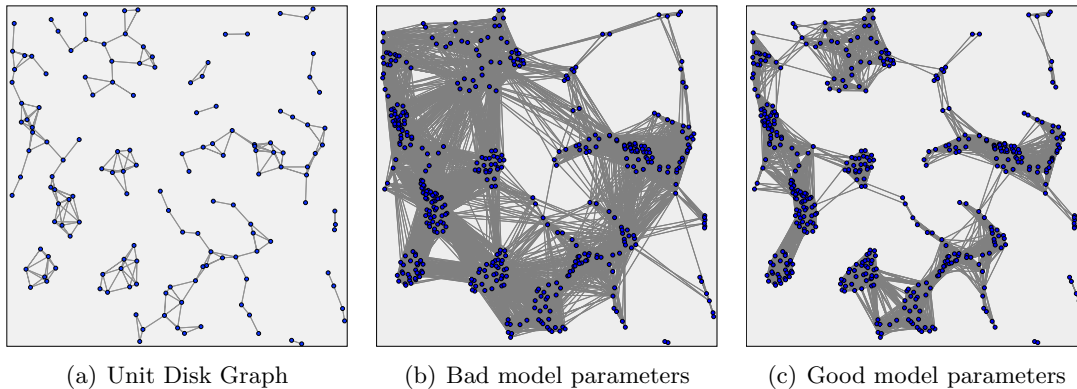 (a) Unit Disk Graph
(b) Bad model parameters
(c) Good model parameters